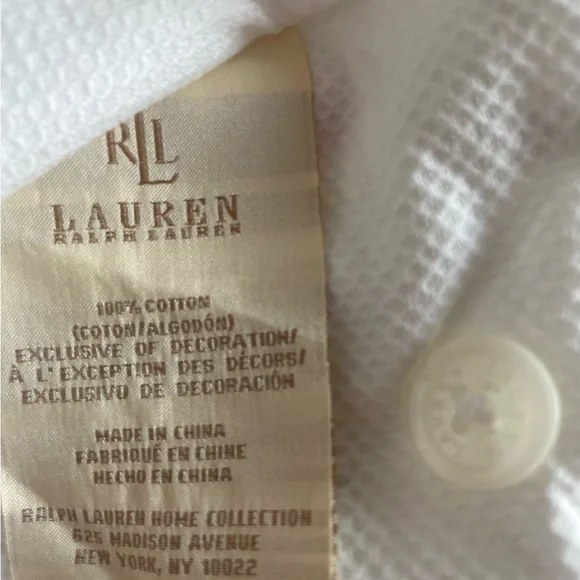 RLL
LAUREN
RALPH LAUREN
100% COTTON
(COTON/ALGODÓN)
EXCLUSIVE OF DECORATION/
À L'EXCEPTION DES DÉCORS/
EXCLUSIVO DE DECORACIÓN
MADE IN CHINA
FABRIQUÉ EN CHINE
HECHO EN CHINA
RALPH LAUREN HOME COLLECTION
625 MADISON AVENUE
NEW YORK, NY 10022